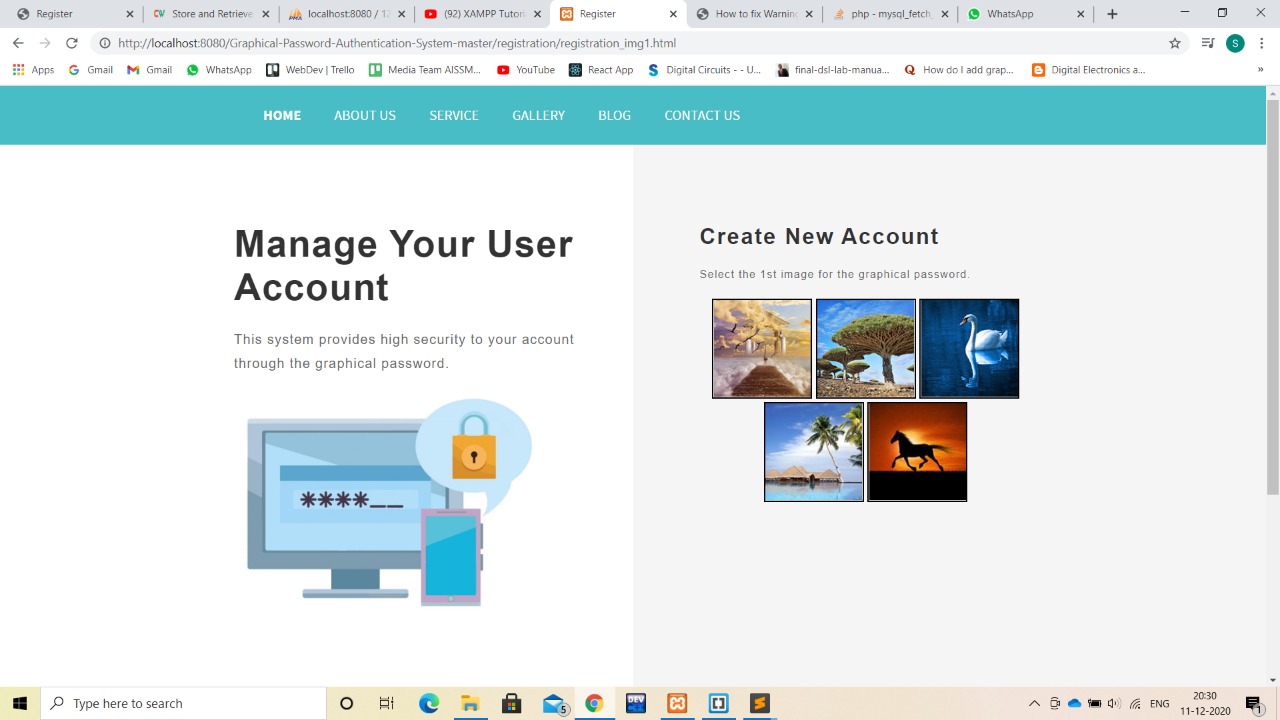 Register
Store and Retrieve
localhost:8080 / 12
(92) XAMPP Tutori
Register
How to fix Warning
php - mysql_fetch_
WhatsApp
http://localhost:8080/Graphical-Password-Authentication-System-master/registration/registration_img1.html
S
Apps Gmail Gmail WhatsApp WebDev | Trello Media Team AISSM... YouTube React App Digital Circuits - - U... final-dsl-lab-manua... How do I add grap... Digital Electronics a... »
HOME ABOUT US SERVICE GALLERY BLOG CONTACT US
Manage Your User
Account
This system provides high security to your account
through the graphical password.
****__
Create New Account
Select the 1st image for the graphical password.
Type here to search
DEV
5
ENG
20:30
11-12-2020
1